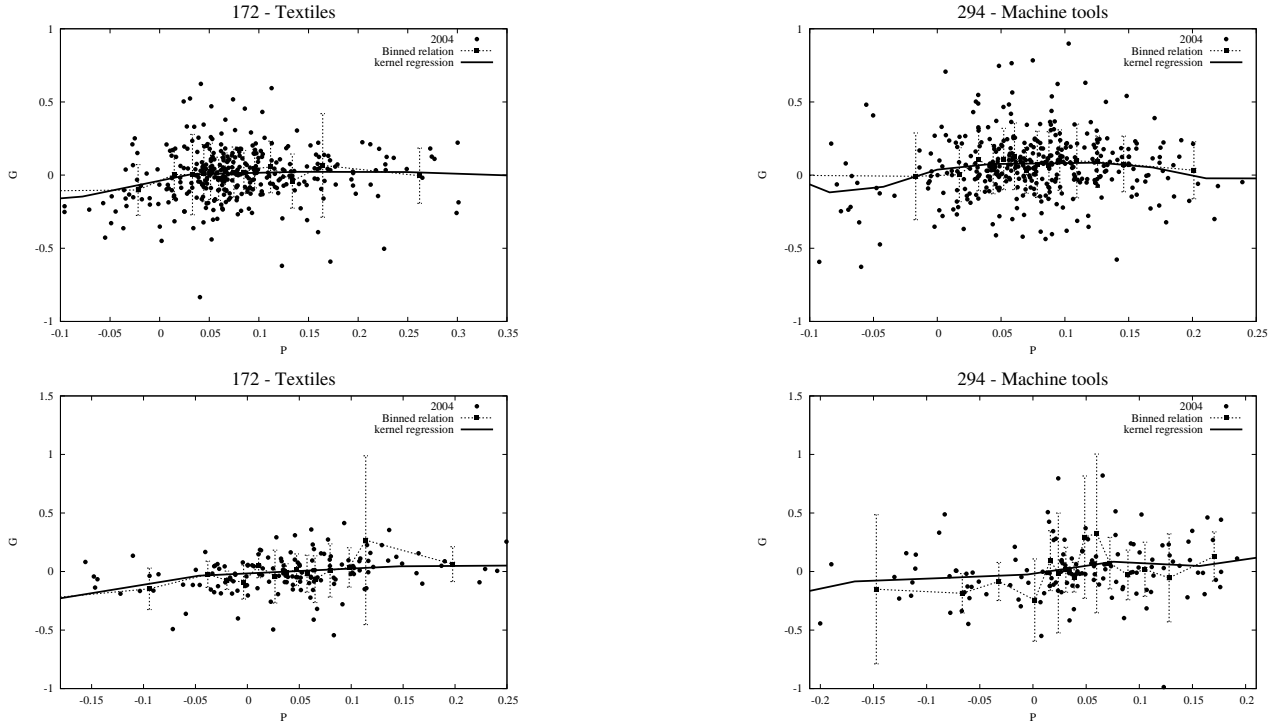 172 - Textiles
1
0.5
0
-0.5
-1
-0.1 -0.05 0 0.05 0.1 0.15 0.2 0.25 0.3 0.35
G
P
2004
Binned relation
kernel regression
294 - Machine tools
1
0.5
0
-0.5
-1
-0.1 -0.05 0 0.05 0.1 0.15 0.2 0.25
G
P
2004
Binned relation
kernel regression
172 - Textiles
1.5
1
0.5
0
-0.5
-1
-0.15 -0.1 -0.05 0 0.05 0.1 0.15 0.2 0.25
G
P
2004
Binned relation
kernel regression
294 - Machine tools
1.5
1
0.5
0
-0.5
-1
-0.2 -0.15 -0.1 -0.05 0 0.05 0.1 0.15 0.2
G
P
2004
Binned relation
kernel regression